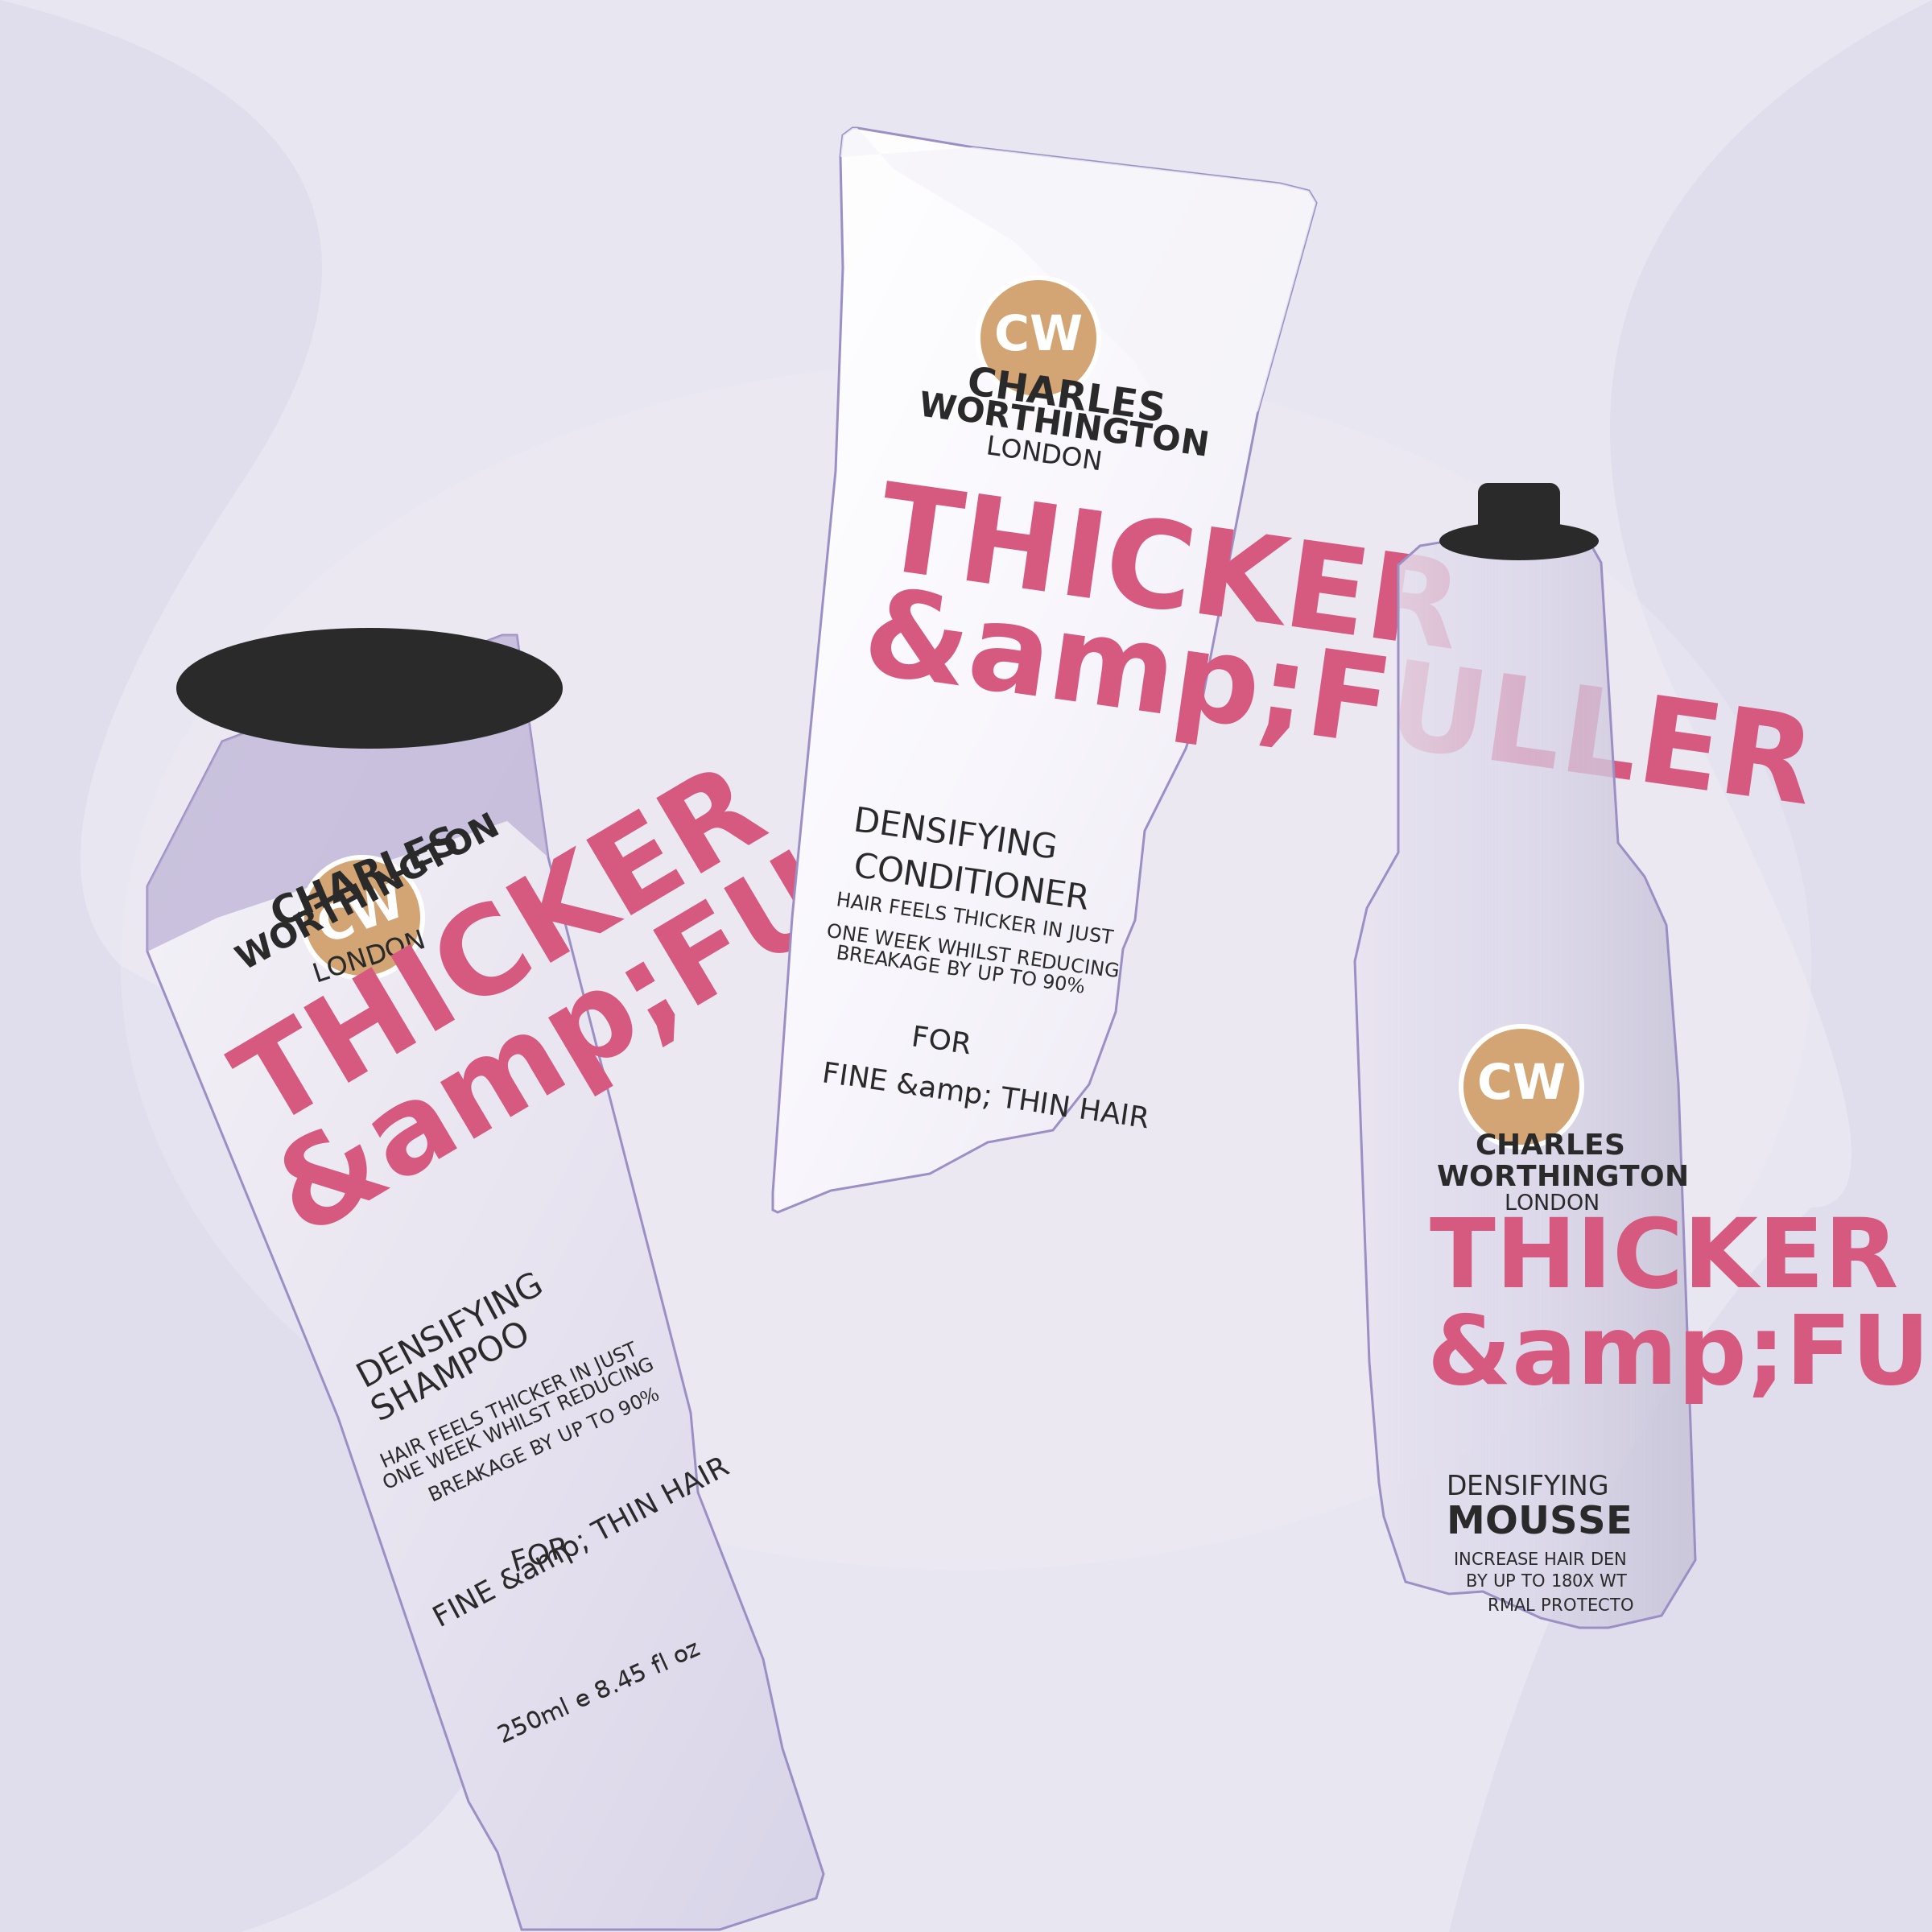 CW
CHARLES
WORTHINGTON
LONDON
THICKER
&amp;FU
DENSIFYING
SHAMPOO
HAIR FEELS THICKER IN JUST
ONE WEEK WHILST REDUCING
BREAKAGE BY UP TO 90%
FOR
FINE &amp; THIN HAIR
250ml e 8.45 fl oz
CW
CHARLES
WORTHINGTON
LONDON
THICKER
&amp;FULLER
DENSIFYING
CONDITIONER
HAIR FEELS THICKER IN JUST
ONE WEEK WHILST REDUCING
BREAKAGE BY UP TO 90%
FOR
FINE &amp; THIN HAIR
CW
CHARLES
WORTHINGTON
LONDON
THICKER
&amp;FU
DENSIFYING
MOUSSE
INCREASE HAIR DEN
BY UP TO 180X WT
RMAL PROTECTO